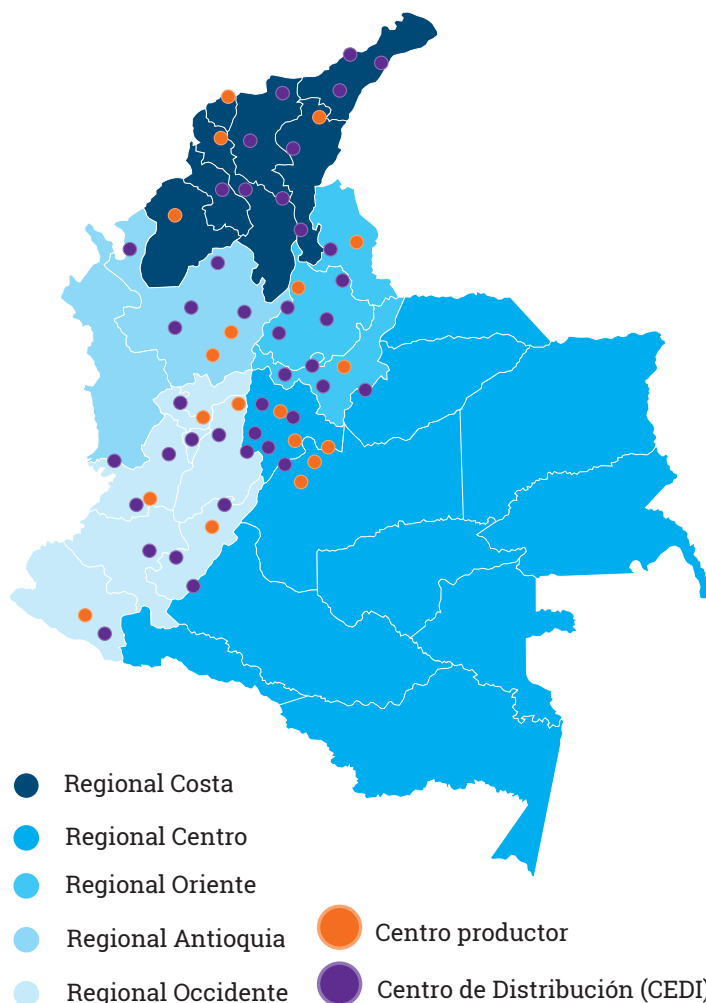 Regional Costa
Regional Centro
Regional Oriente
Regional Antioquia
Regional Occidente
Centro productor
Centro de Distribución (CEDI)